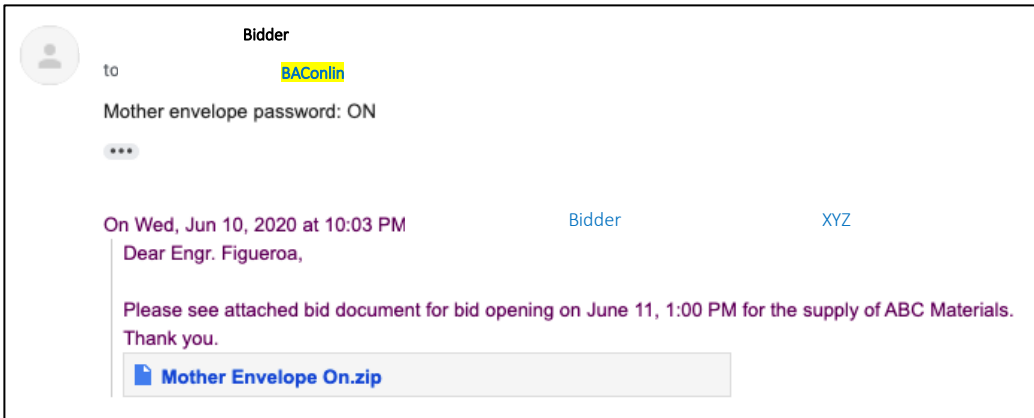 Bidder
to BAConlin
Mother envelope password: ON
•••
On Wed, Jun 10, 2020 at 10:03 PM Bidder XYZ
Dear Engr. Figueroa,
Please see attached bid document for bid opening on June 11, 1:00 PM for the supply of ABC Materials.
Thank you.
Mother Envelope On.zip